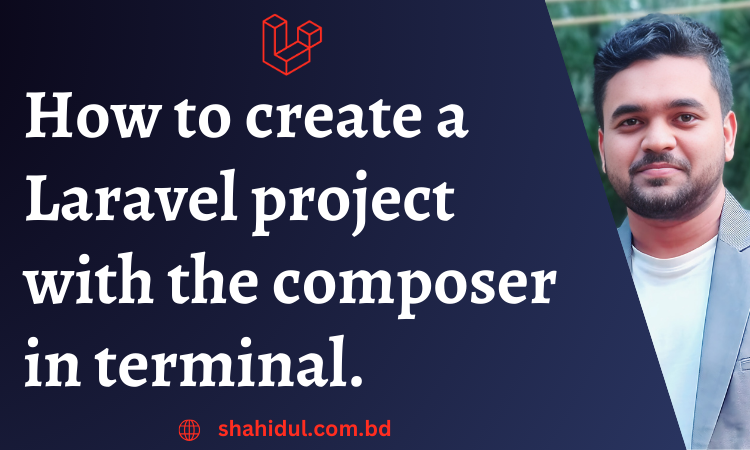 How to create a
Laravel project
with the composer
in terminal.
shahidul.com.bd